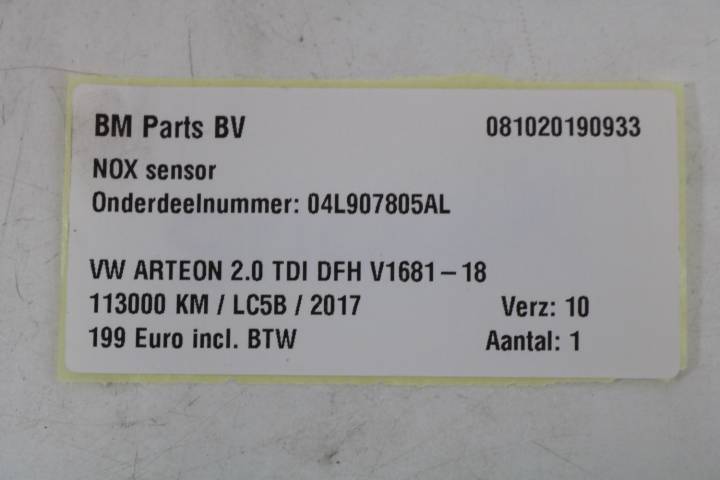 BM Parts BV 081020190933
NOX sensor
Onderdeelnummer: 04L907805AL
VW ARTEON 2.0 TDI DFH V1681-18
113000 KM / LC5B / 2017 Verz: 10
199 Euro incl. BTW Aantal: 1